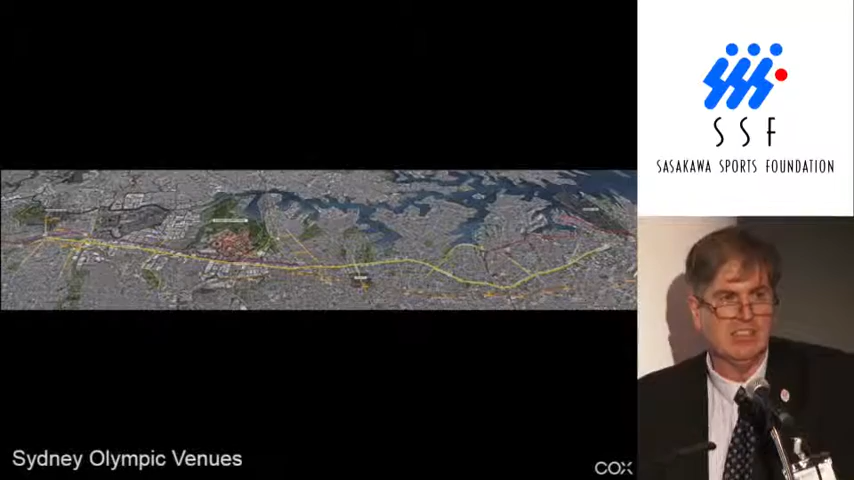 SSF
SASAKAWA SPORTS FOUNDATION
Sydney Olympic Venues
COX